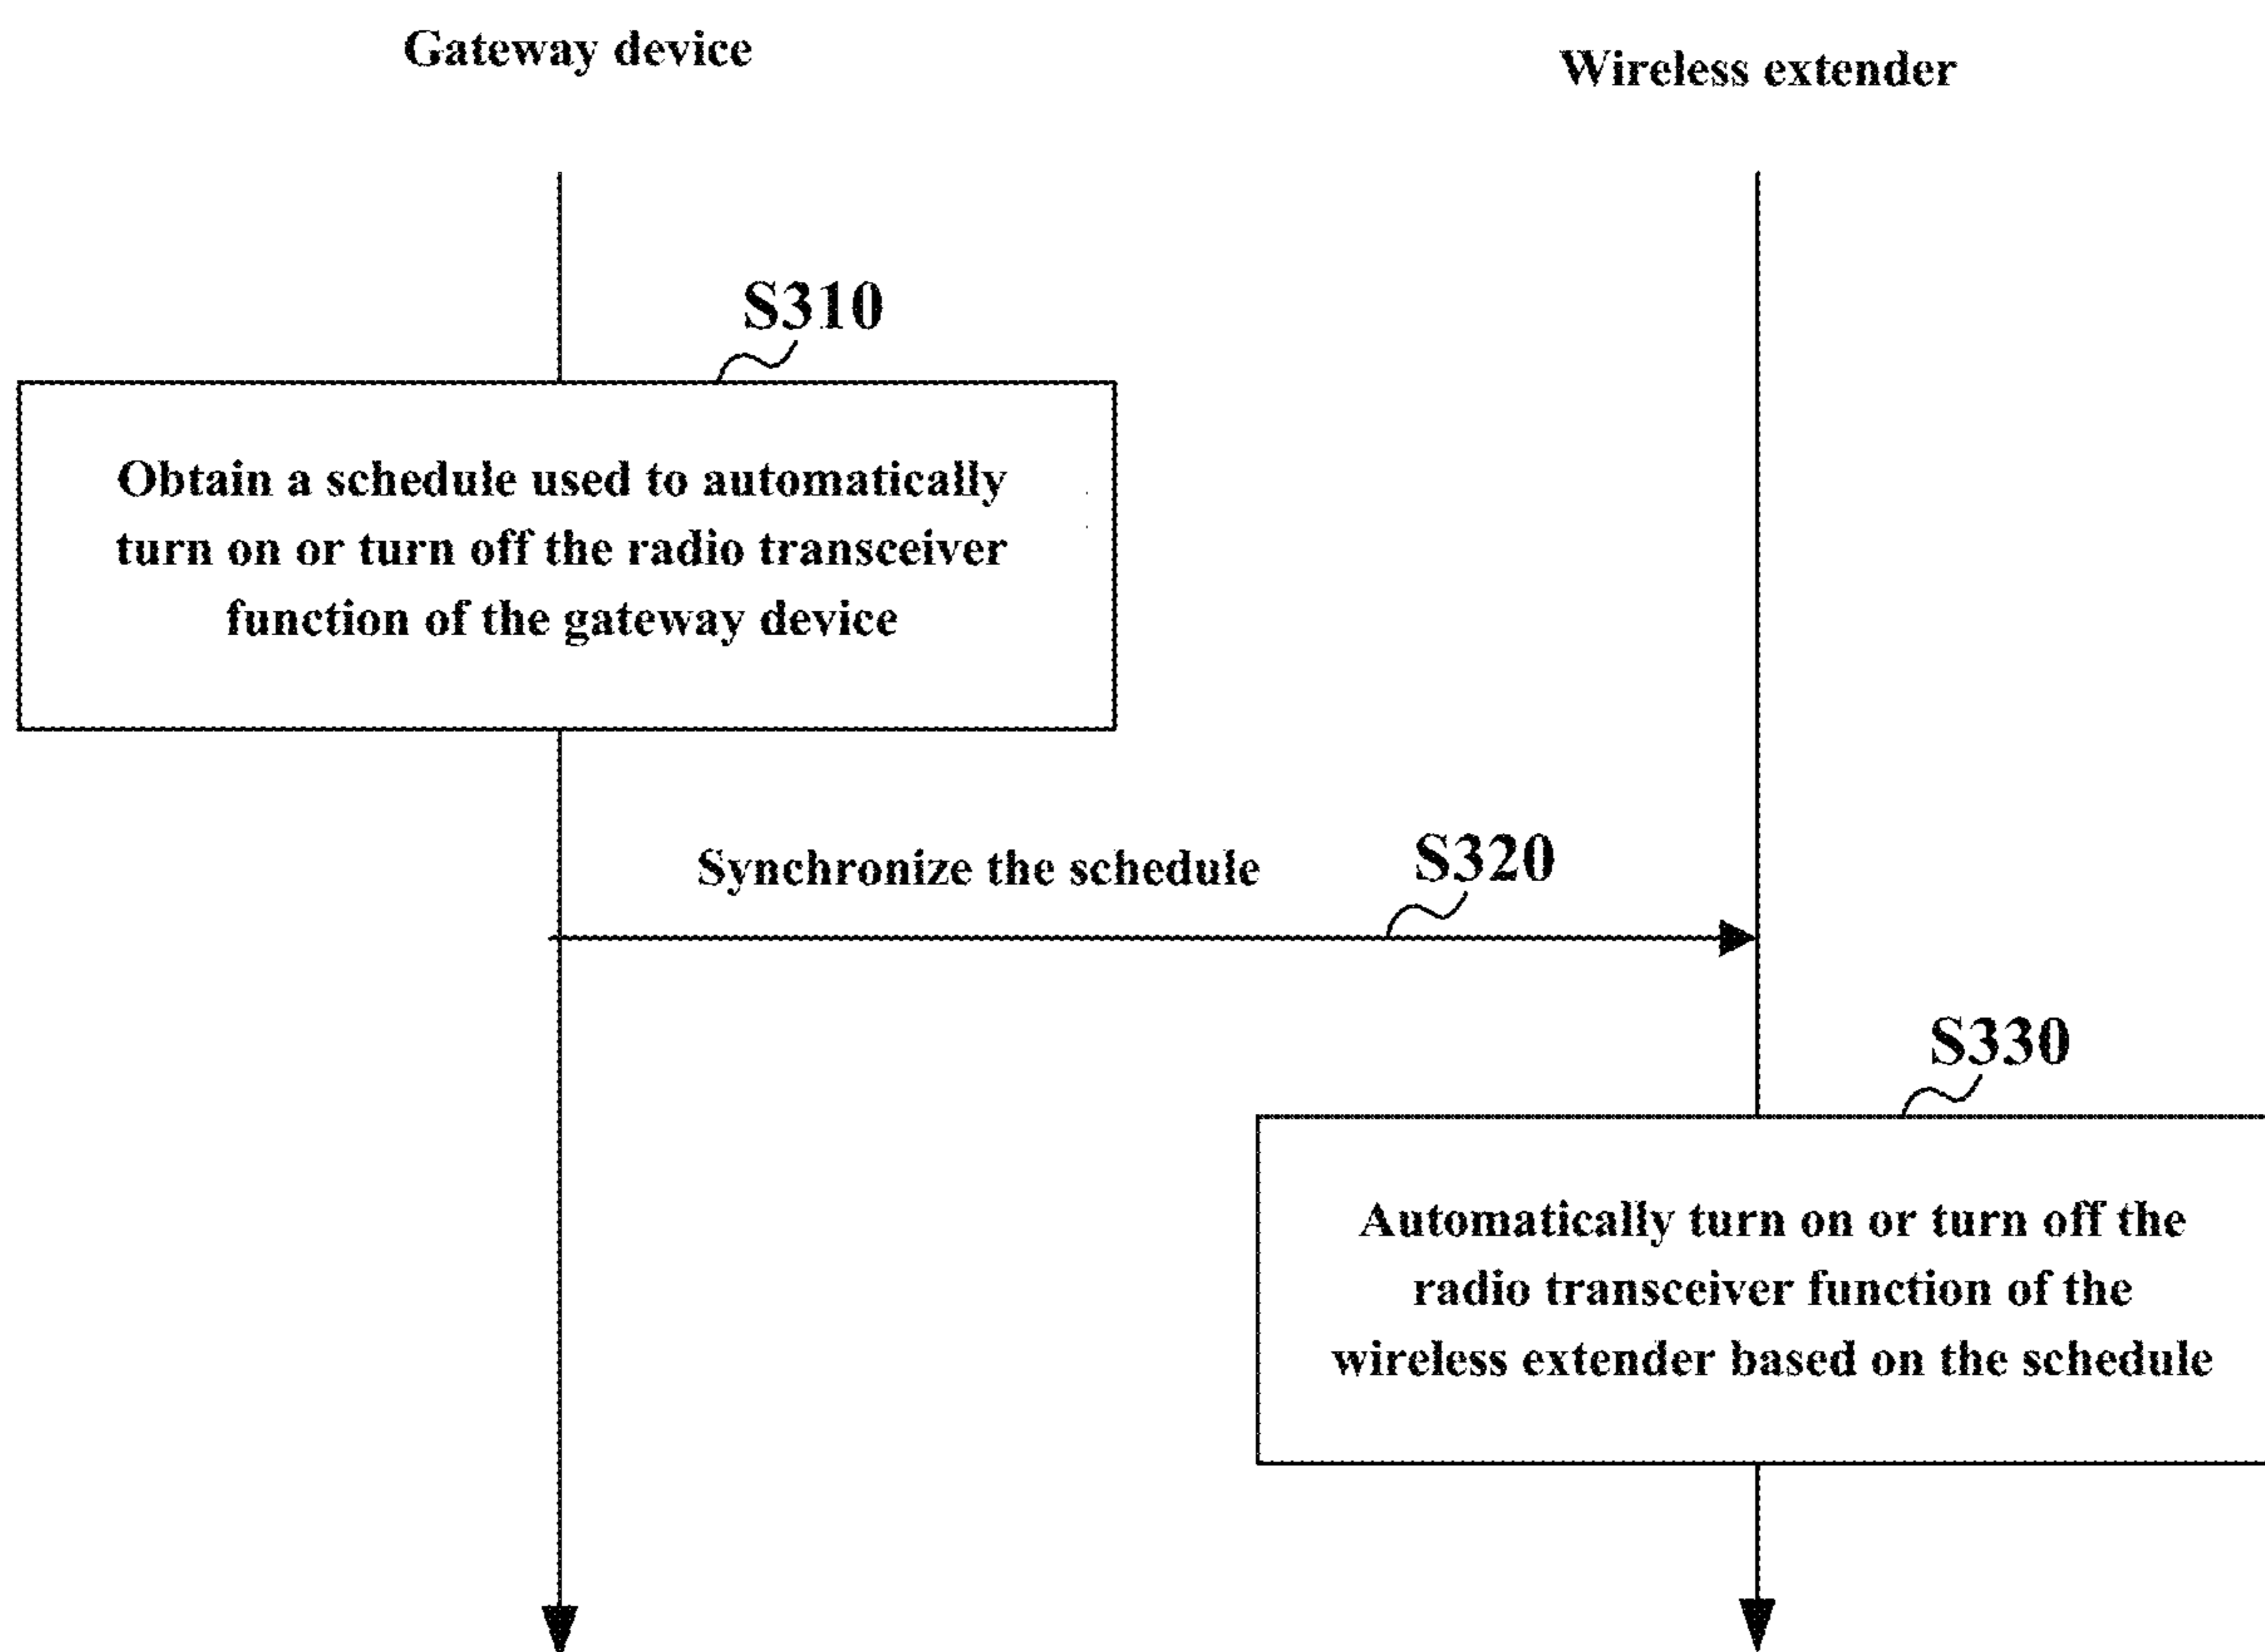 Gateway device
Wireless extender
S310
Obtain a schedule used to automatically
turn on or turn off the radio transceiver
function of the gateway device
Synchronize the schedule
S320
S330
Automatically turn on or turn off the
radio transceiver function of the
wireless extender based on the schedule